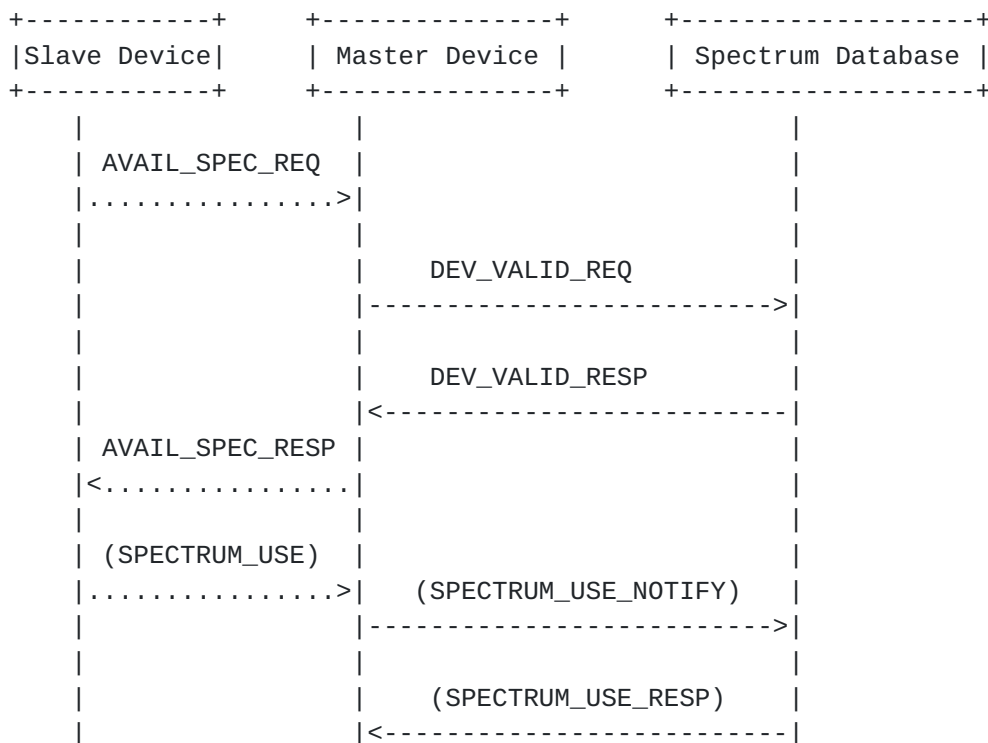 +------------+     +---------------+      +-------------------+
|Slave Device|     | Master Device |      | Spectrum Database |
+------------+     +---------------+      +-------------------+
    |                 |                           |
    | AVAIL_SPEC_REQ  |                           |
    |................>|                           |
    |                 |                           |
    |                 |    DEV_VALID_REQ          |
    |                 |-------------------------->|
    |                 |                           |
    |                 |    DEV_VALID_RESP         |
    |                 |<--------------------------|
    | AVAIL_SPEC_RESP |                           |
    |<................|                           |
    |                 |                           |
    | (SPECTRUM_USE)  |                           |
    |................>|   (SPECTRUM_USE_NOTIFY)   |
    |                 |-------------------------->|
    |                 |                           |
    |                 |    (SPECTRUM_USE_RESP)    |
    |                 |<--------------------------|